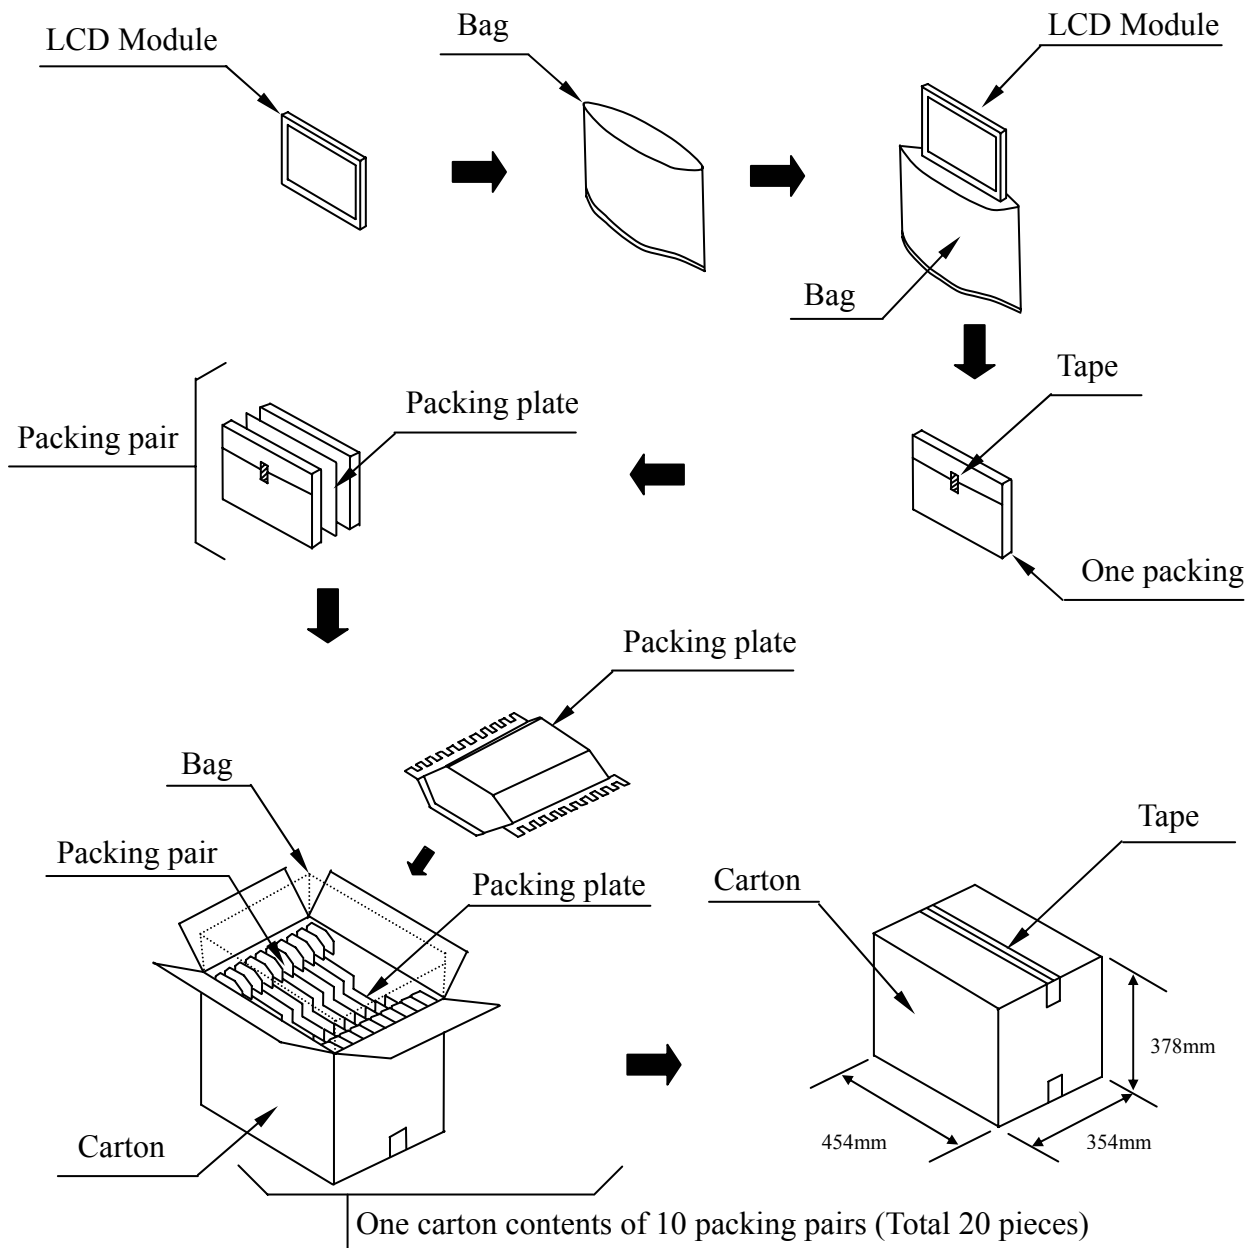 LCD Module
Bag
LCD Module
Bag
Tape
Packing plate
Packing pair
One packing
Packing plate
Bag
Packing pair
Packing plate
Tape
Carton
378mm
Carton
454mm
354mm
One carton contents of 10 packing pairs (Total 20 pieces)